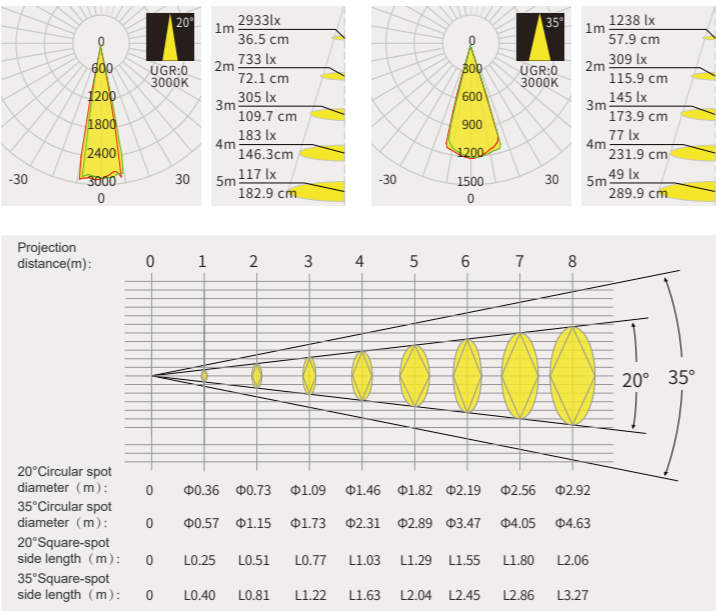 20°
0
600
1200
1800
2400
3000
0
-30
30
UGR:0
3000K
1m 2933lx
36.5 cm
2m 733 lx
72.1 cm
3m 305 lx
109.7 cm
4m 183 lx
146.3cm
5m 117 lx
182.9 cm
35°
0
300
600
900
1200
1500
0
-30
30
UGR:0
3000K
1m 1238 lx
57.9 cm
2m 309 lx
115.9 cm
3m 145 lx
173.9 cm
4m 77 lx
231.9 cm
5m 49 lx
289.9 cm
Projection
distance(m): 0 1 2 3 4 5 6 7 8
20° 35°
20°Circular spot
diameter（m）: 0 Φ0.36 Φ0.73 Φ1.09 Φ1.46 Φ1.82 Φ2.19 Φ2.56 Φ2.92
35°Circular spot
diameter（m）: 0 Φ0.57 Φ1.15 Φ1.73 Φ2.31 Φ2.89 Φ3.47 Φ4.05 Φ4.63
20°Square-spot
side length（m）: 0 L0.25 L0.51 L0.77 L1.03 L1.29 L1.55 L1.80 L2.06
35°Square-spot
side length（m）: 0 L0.40 L0.81 L1.22 L1.63 L2.04 L2.45 L2.86 L3.27